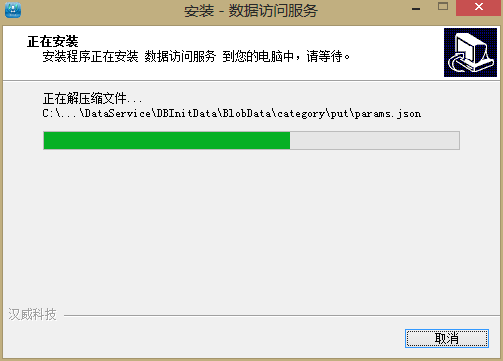 安装 - 数据访问服务
正在安装
安装程序正在安装 数据访问服务 到您的电脑中，请等待。
正在解压缩文件...
C:\...\DataService\DBInitData\BlobData\category\put\params.json
汉威科技
取消